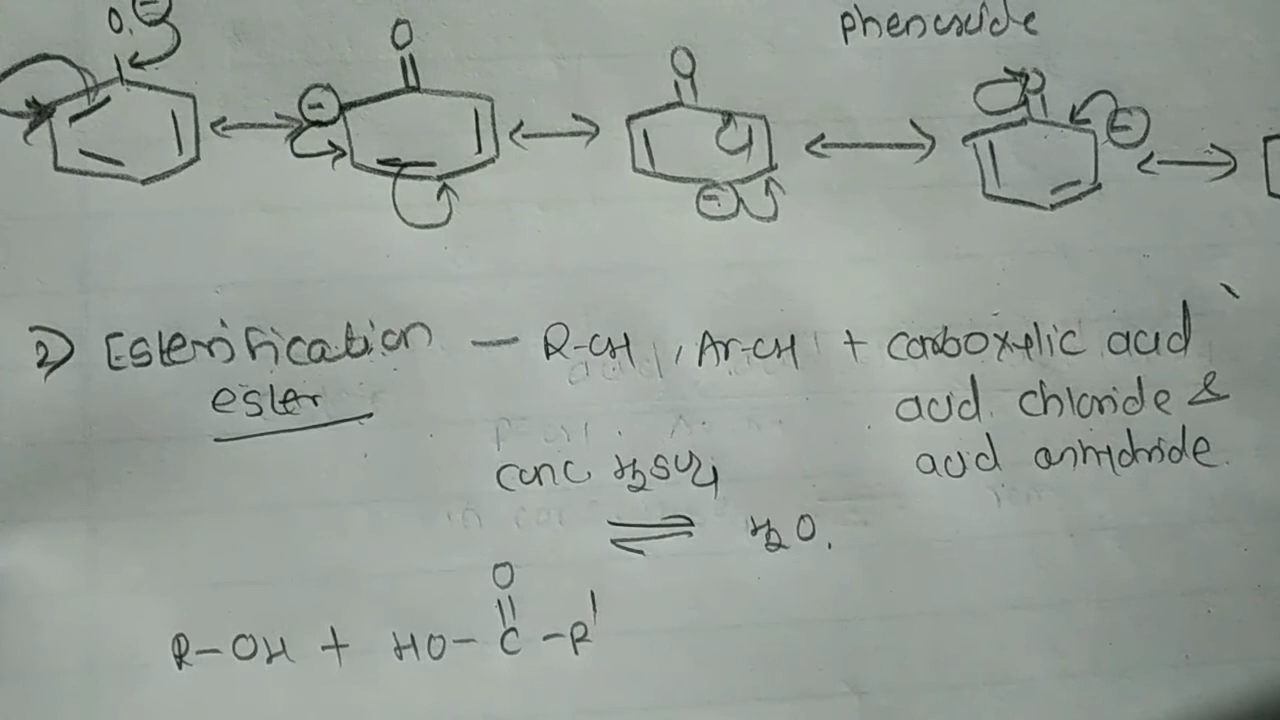 phenoxide
O
O
O
2) Esterification — R-OH, Ar-OH + carboxylic acid
ester
acid chloride &
acid anhydride.
conc H2SO4
⇌ H2O.
O
R-OH + HO-C-R'